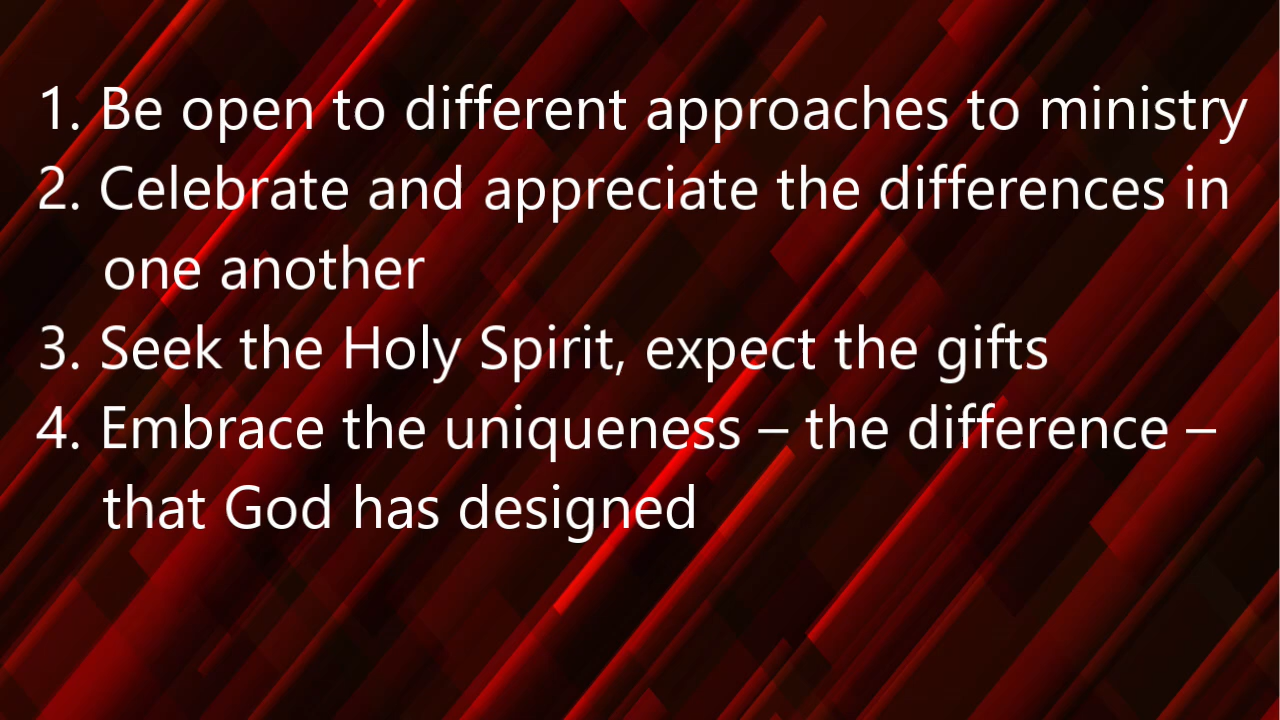 1. Be open to different approaches to ministry
2. Celebrate and appreciate the differences in
one another
3. Seek the Holy Spirit, expect the gifts
4. Embrace the uniqueness – the difference –
that God has designed